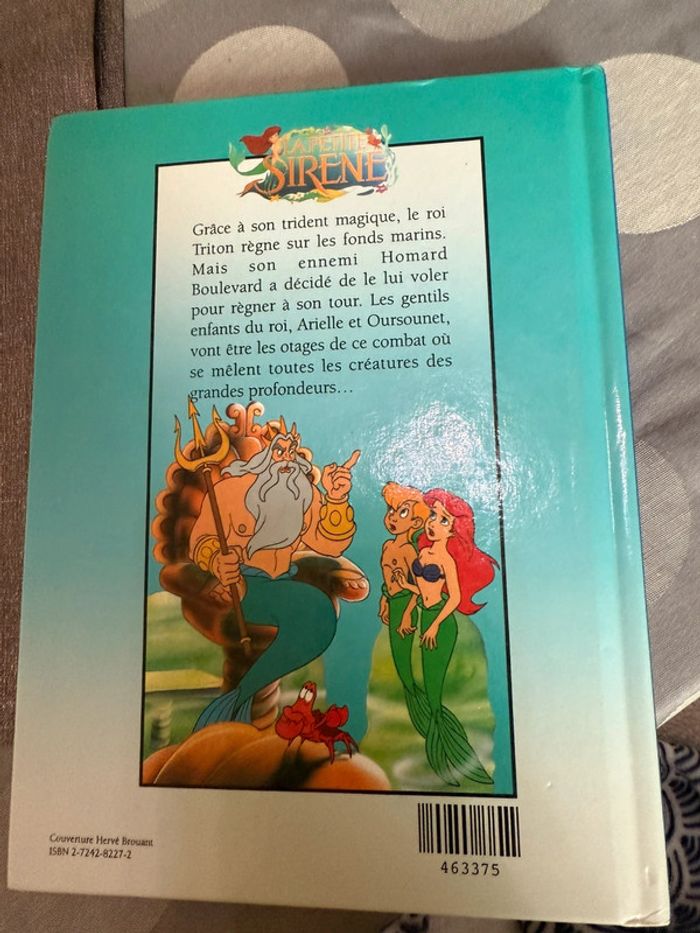 LA PETITE
SIRÈNE
Grâce à son trident magique, le roi
Triton règne sur les fonds marins.
Mais son ennemi Homard
Boulevard a décidé de le lui voler
pour règner à son tour. Les gentils
enfants du roi, Arielle et Oursounet,
vont être les otages de ce combat où
se mêlent toutes les créatures des
grandes profondeurs...
Couverture Hervé Brouant
ISBN 2-7242-8227-2
463375